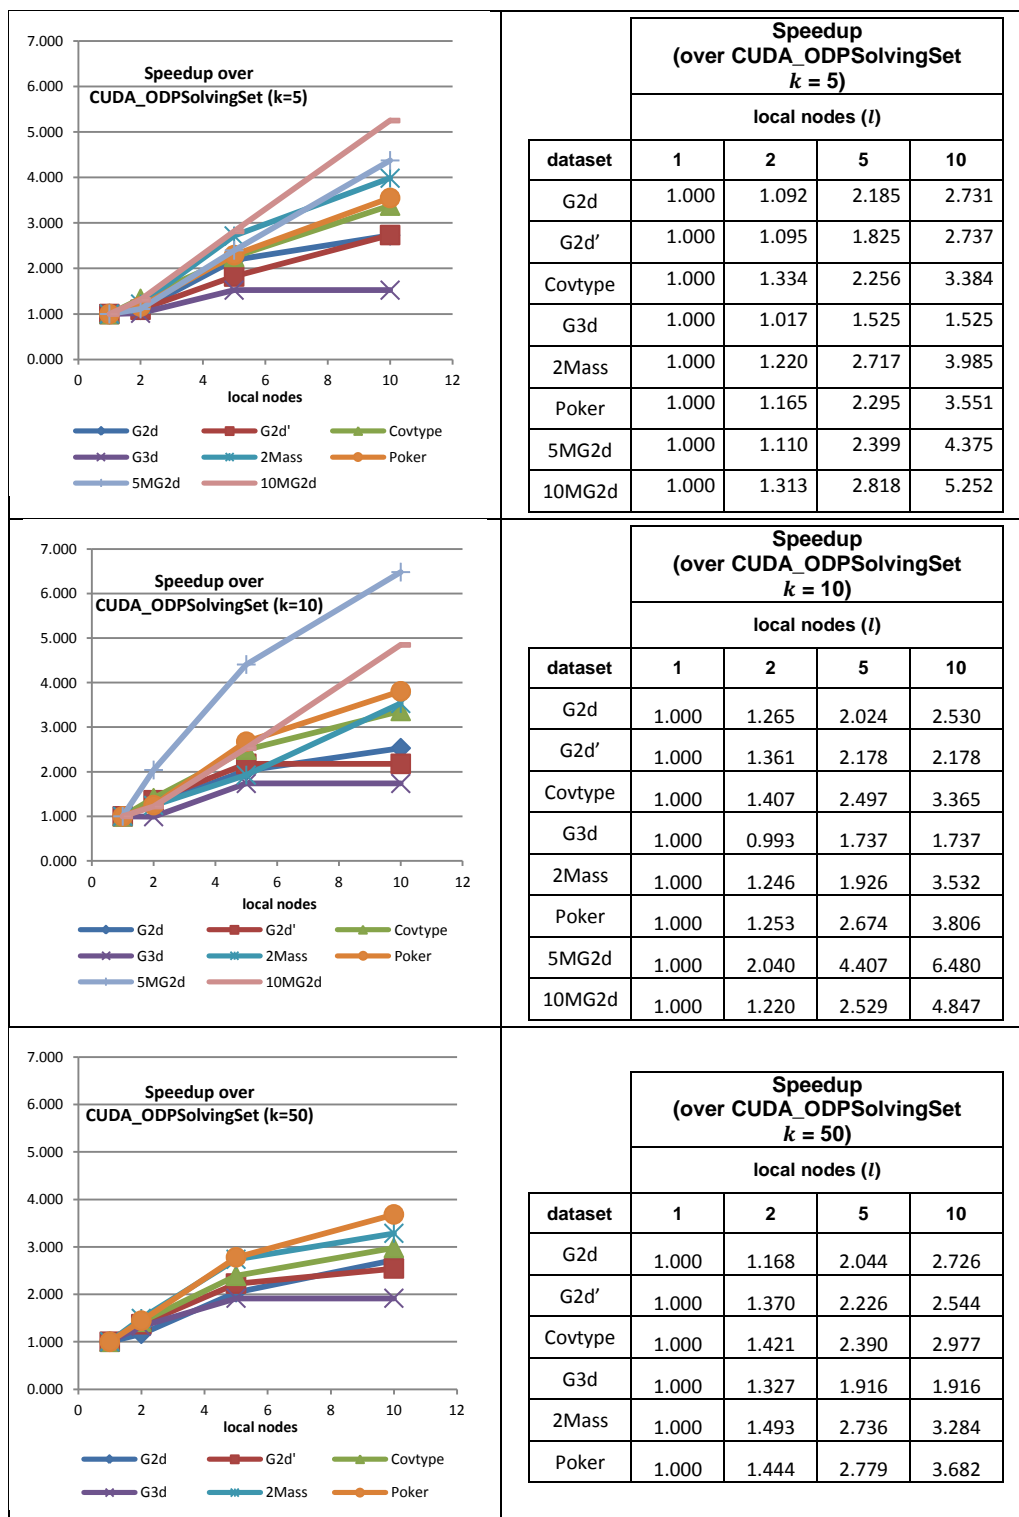 7.000
6.000
5.000
4.000
3.000
2.000
1.000
0.000
Speedup over
CUDA_ODPSolvingSet (k=5)
0 2 4 6 8 10 12
local nodes
G2d G2d' Covtype
G3d 2Mass Poker
5MG2d 10MG2d
Speedup
(over CUDA_ODPSolvingSet
k = 5)
local nodes (l)
dataset 1 2 5 10
G2d 1.000 1.092 2.185 2.731
G2d’ 1.000 1.095 1.825 2.737
Covtype 1.000 1.334 2.256 3.384
G3d 1.000 1.017 1.525 1.525
2Mass 1.000 1.220 2.717 3.985
Poker 1.000 1.165 2.295 3.551
5MG2d 1.000 1.110 2.399 4.375
10MG2d 1.000 1.313 2.818 5.252
7.000
6.000
5.000
4.000
3.000
2.000
1.000
0.000
Speedup over
CUDA_ODPSolvingSet (k=10)
0 2 4 6 8 10 12
local nodes
G2d G2d' Covtype
G3d 2Mass Poker
5MG2d 10MG2d
Speedup
(over CUDA_ODPSolvingSet
k = 10)
local nodes (l)
dataset 1 2 5 10
G2d 1.000 1.265 2.024 2.530
G2d’ 1.000 1.361 2.178 2.178
Covtype 1.000 1.407 2.497 3.365
G3d 1.000 0.993 1.737 1.737
2Mass 1.000 1.246 1.926 3.532
Poker 1.000 1.253 2.674 3.806
5MG2d 1.000 2.040 4.407 6.480
10MG2d 1.000 1.220 2.529 4.847
7.000
6.000
5.000
4.000
3.000
2.000
1.000
0.000
Speedup over
CUDA_ODPSolvingSet (k=50)
0 2 4 6 8 10 12
local nodes
G2d G2d' Covtype
G3d 2Mass Poker
Speedup
(over CUDA_ODPSolvingSet
k = 50)
local nodes (l)
dataset 1 2 5 10
G2d 1.000 1.168 2.044 2.726
G2d’ 1.000 1.370 2.226 2.544
Covtype 1.000 1.421 2.390 2.977
G3d 1.000 1.327 1.916 1.916
2Mass 1.000 1.493 2.736 3.284
Poker 1.000 1.444 2.779 3.682